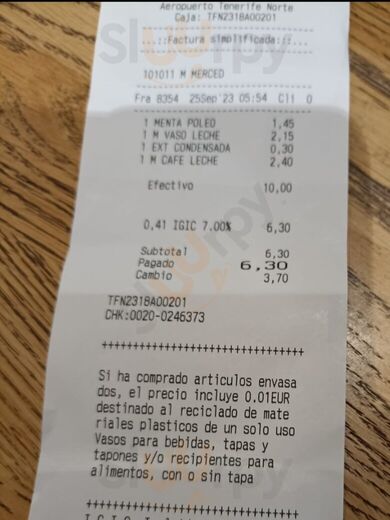 Aeropuerto Tenerife Norte
Caja: TFN231BA00201
...::Factura simplificada::...
101011 M MERCED
Fra 8354 25Sep'23 05:54 Cl1 0
1 MENTA POLEO 1,45
1 M VASO LECHE 2,15
1 EXT CONDENSADA 0,30
1 M CAFE LECHE 2,40
Efectivo 10,00
0,41 IGIC 7.00% 6,30
Subtotal 6,30
Pagado 6,30
Cambio 3,70
TFN231BA00201
CHK:0020-0246373
++++++++++++++++++++++++++++++++
Si ha comprado articulos envasa
dos, el precio incluye 0.01EUR
destinado al reciclado de mate
riales plasticos de un solo uso
Vasos para bebidas, tapas y
tapones y/o recipientes para
alimentos, con o sin tapa
++++++++++++++++++++++++++++++++